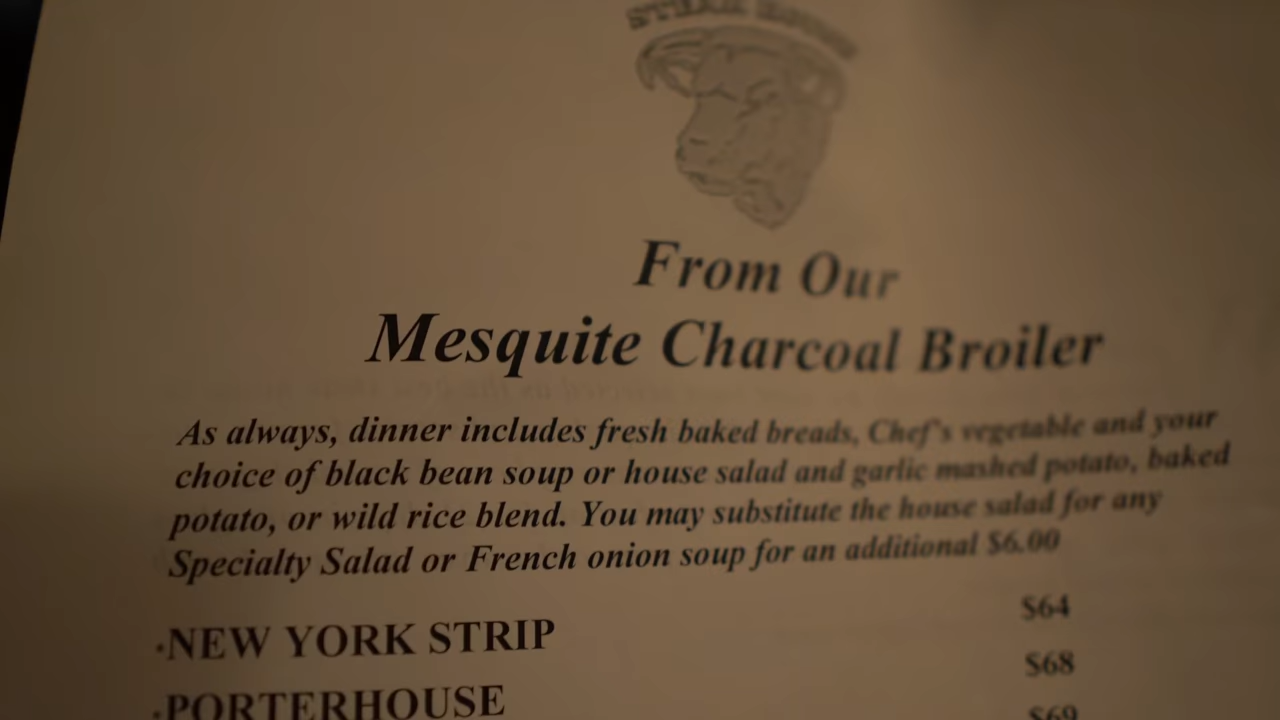 STEAK HOUSE
From Our
Mesquite Charcoal Broiler
As always, dinner includes fresh baked breads, Chef's vegetable and your
choice of black bean soup or house salad and garlic mashed potato, baked
potato, or wild rice blend. You may substitute the house salad for any
Specialty Salad or French onion soup for an additional $6.00
·NEW YORK STRIP $64
·PORTERHOUSE $68
$69